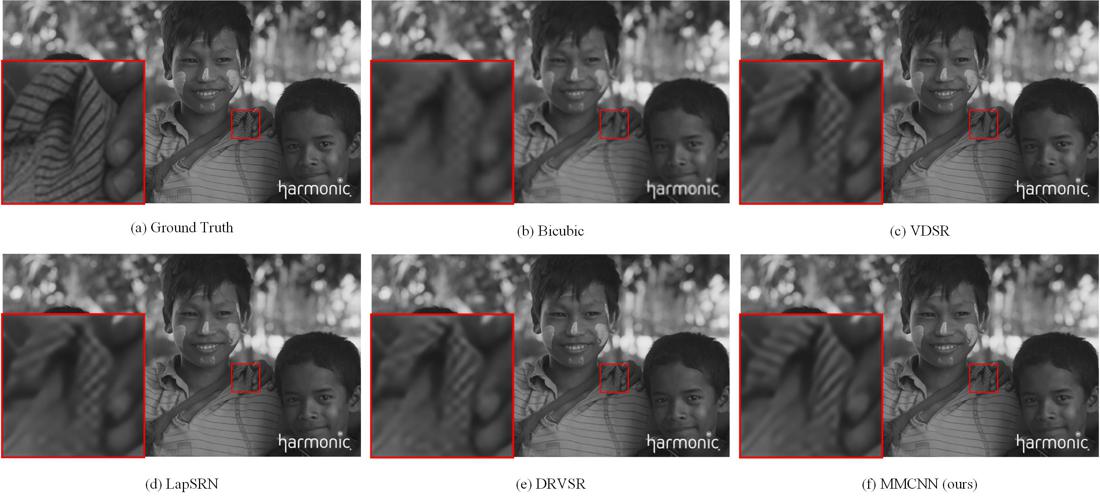 harmonic
harmonic
harmonic
(a) Ground Truth
(b) Bicubic
(c) VDSR
harmonic
harmonic
harmonic
(d) LapSRN
(e) DRVSR
(f) MMCNN (ours)